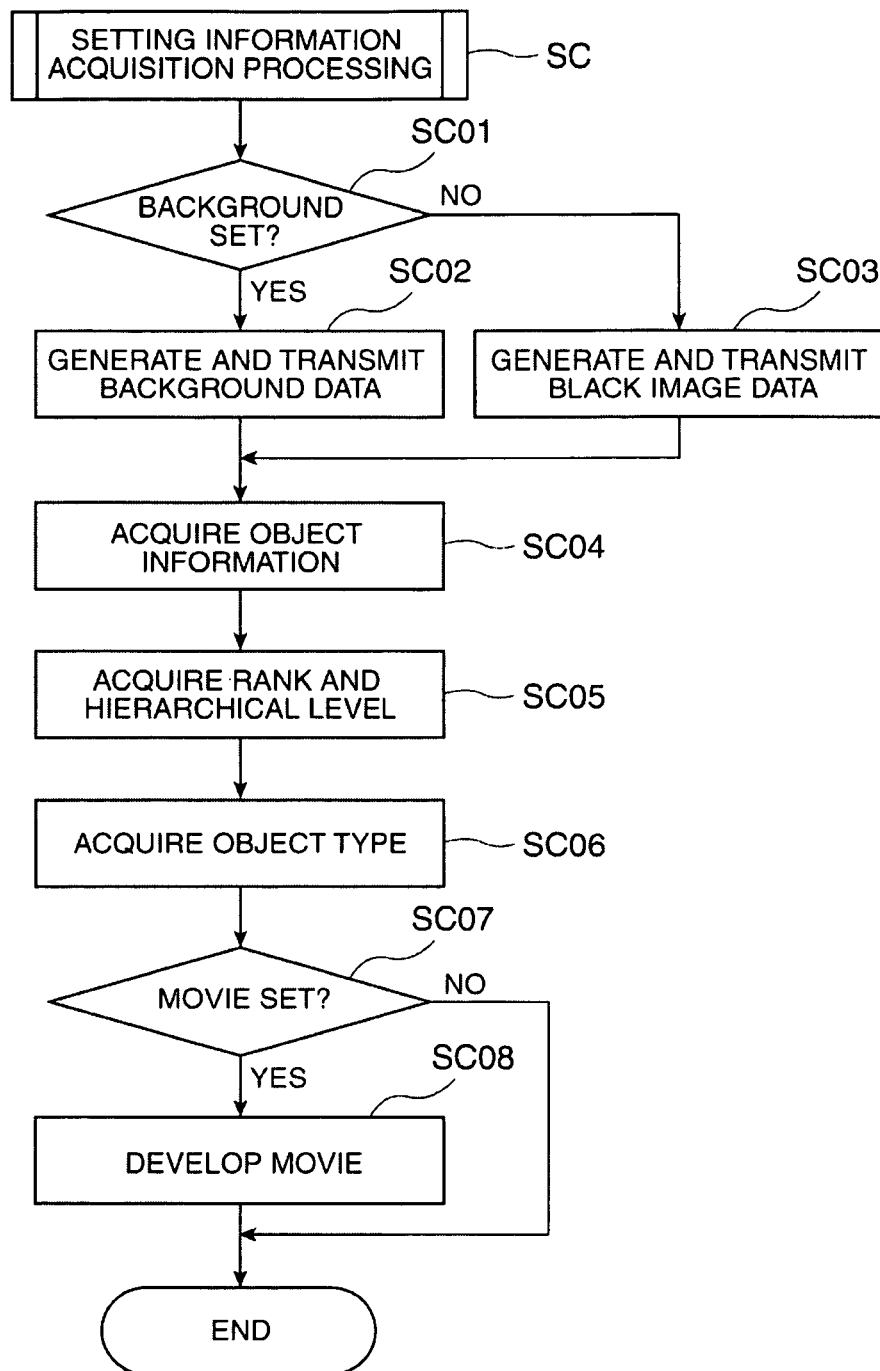 SETTING INFORMATION
ACQUISITION PROCESSING
SC
SC01
BACKGROUND
SET?
NO
YES
SC02
SC03
GENERATE AND TRANSMIT
BACKGROUND DATA
GENERATE AND TRANSMIT
BLACK IMAGE DATA
ACQUIRE OBJECT
INFORMATION
SC04
ACQUIRE RANK AND
HIERARCHICAL LEVEL
SC05
ACQUIRE OBJECT TYPE
SC06
SC07
MOVIE SET?
NO
YES
SC08
DEVELOP MOVIE
END